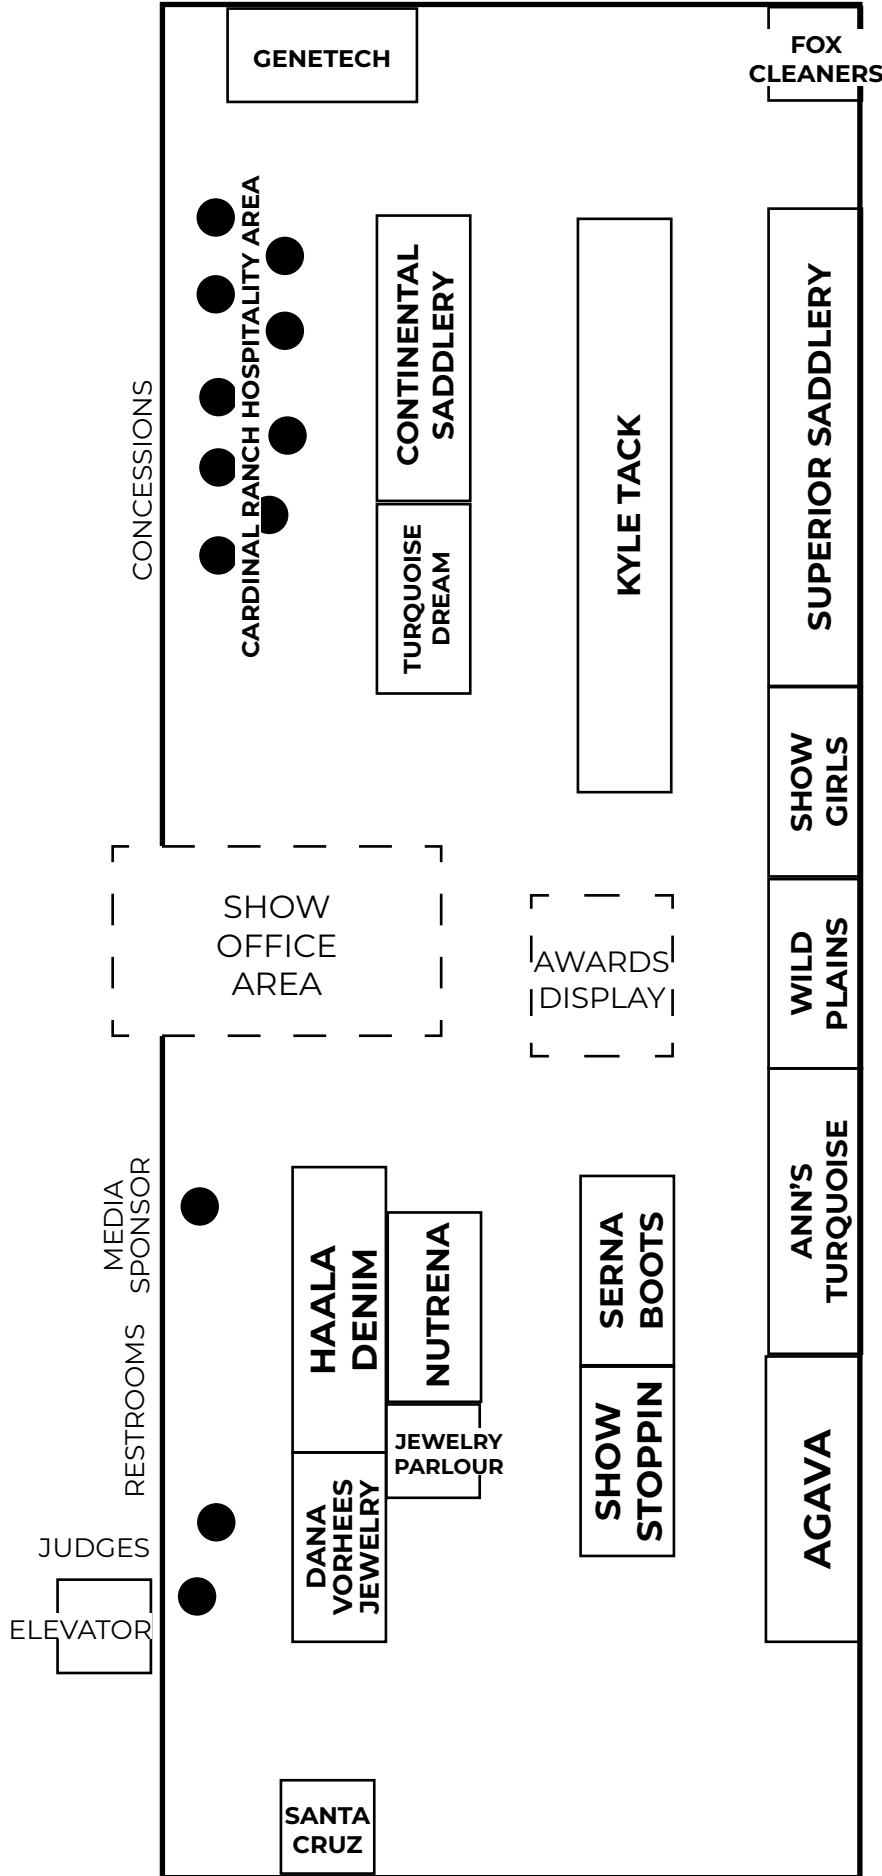 GENETECH
FOX
CLEANERS
CARDINAL RANCH HOSPITALITY AREA
CONCESSIONS
CONTINENTAL
SADDLERY
TURQUOISE
DREAM
KYLE TACK
SUPERIOR SADDLERY
SHOW
GIRLS
SHOW
OFFICE
AREA
AWARDS
DISPLAY
WILD
PLAINS
ANN'S
TURQUOISE
MEDIA
SPONSOR
HAALA
DENIM
NUTRENA
SERNA
BOOTS
RESTROOMS
JEWELRY
PARLOUR
SHOW
STOPPIN
AGAVA
DANA
VORHEES
JEWELRY
JUDGES
ELEVATOR
SANTA
CRUZ